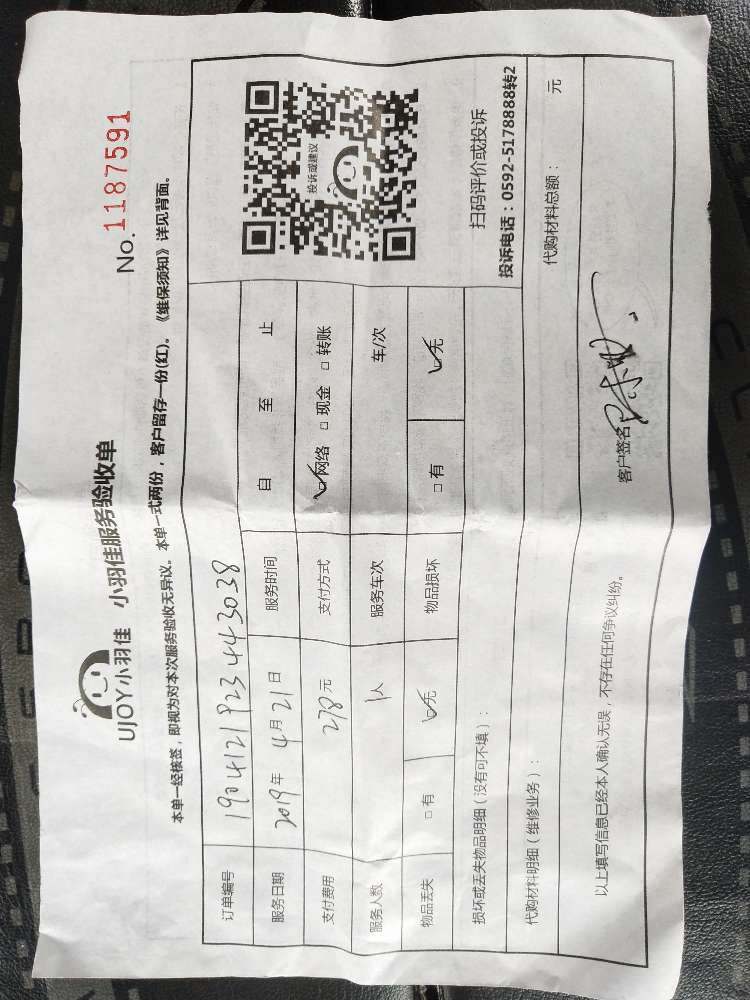 UJOY小羽佳 小羽佳服务验收单
No. 1187591
本单一经核签，即视为对本次服务验收无异议。本单一式两份，客户留存一份(红)。《维保须知》详见背面。
订单编号 190412192344 3038
服务日期 2019年4月21日 服务时间 自 至 止
支付费用 278元 支付方式 ☑网络 □现金 □转账
服务人数 1人 服务车次 车/次
物品丢失 □有 ☑无 物品损坏 □有 ☑无
投诉或建议
扫码评价或投诉
投诉电话：0592-5178888转2
损坏或丢失物品明细（没有可不填）：
代购材料明细（维修业务）： 代购材料总额： 元
以上填写信息已经本人确认无误，不存在任何争议纠纷。
客户签名